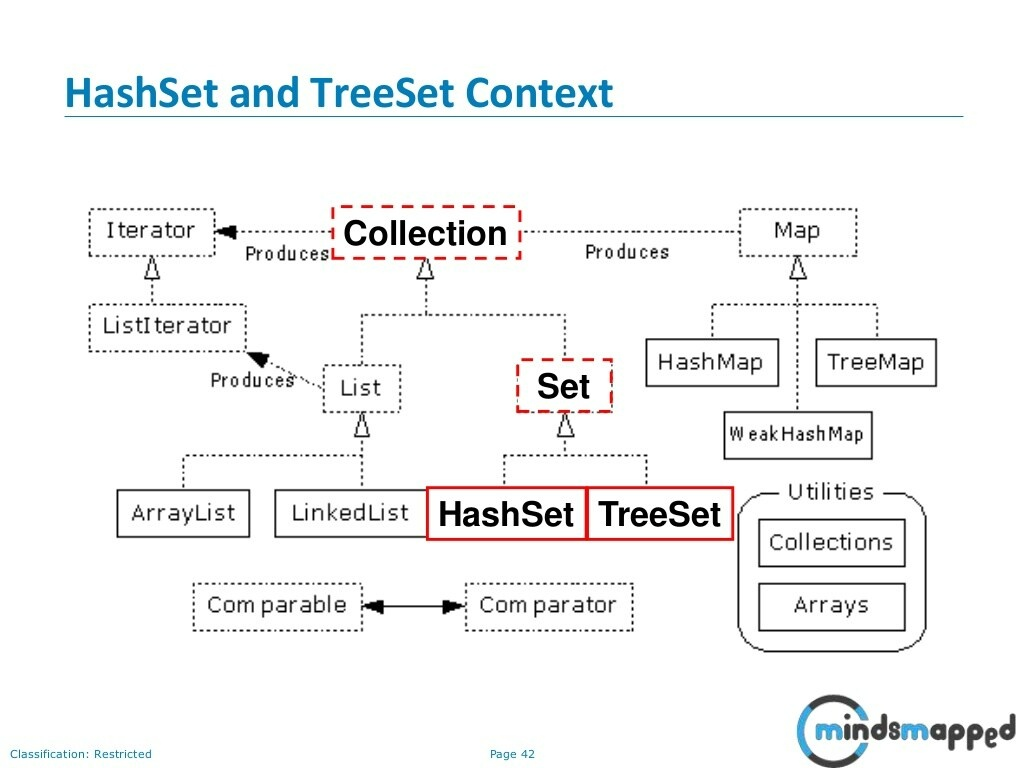 HashSet and TreeSet Context
Iterator
Produces
Collection
Produces
Map
ListIterator
Produces
List
Set
HashMap
TreeMap
WeakHashMap
ArrayList
LinkedList
HashSet
TreeSet
Utilities
Collections
Arrays
Comparable
Comparator
Classification: Restricted
Page 42
mindsmapped